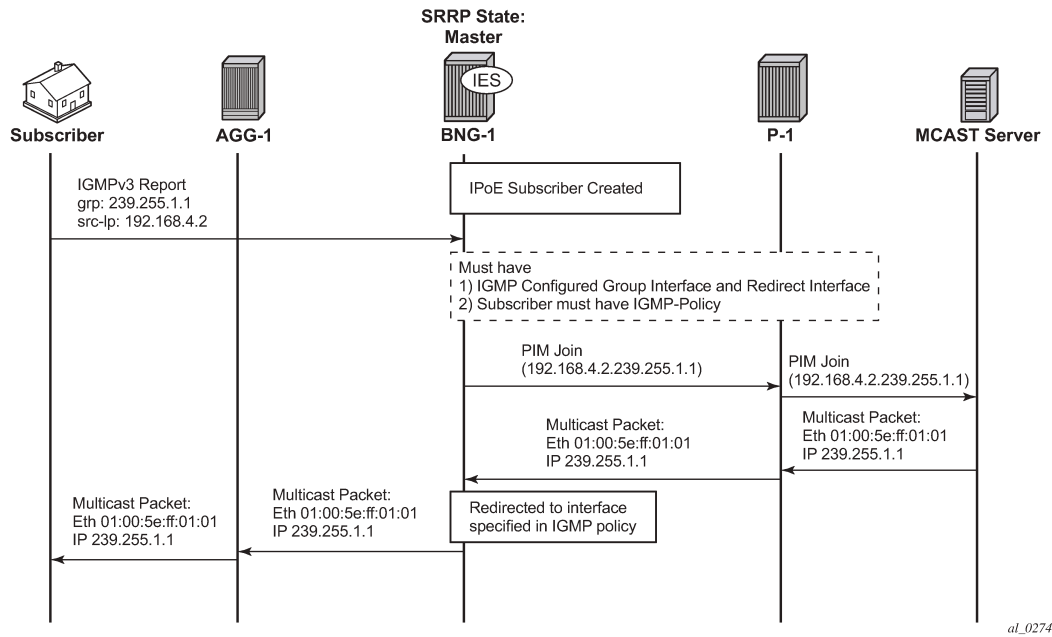 SRRP State:
Master
IES
Subscriber
AGG-1
BNG-1
P-1
MCAST Server
IGMPv3 Report
grp: 239.255.1.1
src-lp: 192.168.4.2
IPoE Subscriber Created
Must have
1) IGMP Configured Group Interface and Redirect Interface
2) Subscriber must have IGMP-Policy
PIM Join
(192.168.4.2.239.255.1.1)
PIM Join
(192.168.4.2.239.255.1.1)
Multicast Packet:
Eth 01:00:5e:ff:01:01
IP 239.255.1.1
Multicast Packet:
Eth 01:00:5e:ff:01:01
IP 239.255.1.1
Redirected to interface
specified in IGMP policy
Multicast Packet:
Eth 01:00:5e:ff:01:01
IP 239.255.1.1
Multicast Packet:
Eth 01:00:5e:ff:01:01
IP 239.255.1.1
al_0274